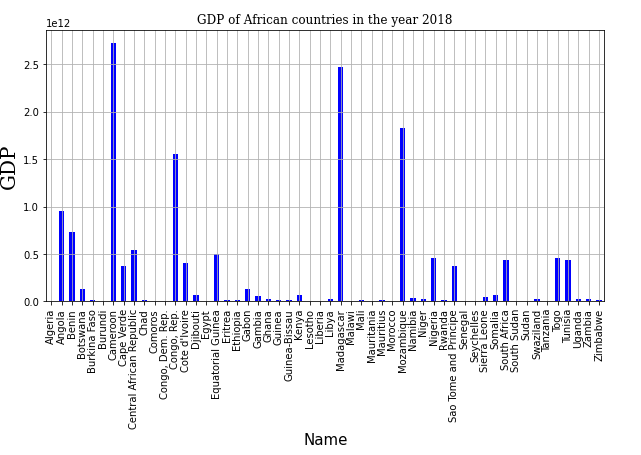 GDP of African countries in the year 2018
1e12
2.5
2.0
1.5
1.0
0.5
0.0
GDP
Algeria
Angola
Benin
Botswana
Burkina Faso
Burundi
Cameroon
Cape Verde
Central African Republic
Chad
Comoros
Congo, Dem. Rep.
Congo, Rep.
Cote d'Ivoire
Djibouti
Egypt
Equatorial Guinea
Eritrea
Ethiopia
Gabon
Gambia
Ghana
Guinea
Guinea-Bissau
Kenya
Lesotho
Liberia
Libya
Madagascar
Malawi
Mali
Mauritania
Mauritius
Morocco
Mozambique
Namibia
Niger
Nigeria
Rwanda
Sao Tome and Principe
Senegal
Seychelles
Sierra Leone
Somalia
South Africa
South Sudan
Sudan
Swaziland
Tanzania
Togo
Tunisia
Uganda
Zambia
Zimbabwe
Name